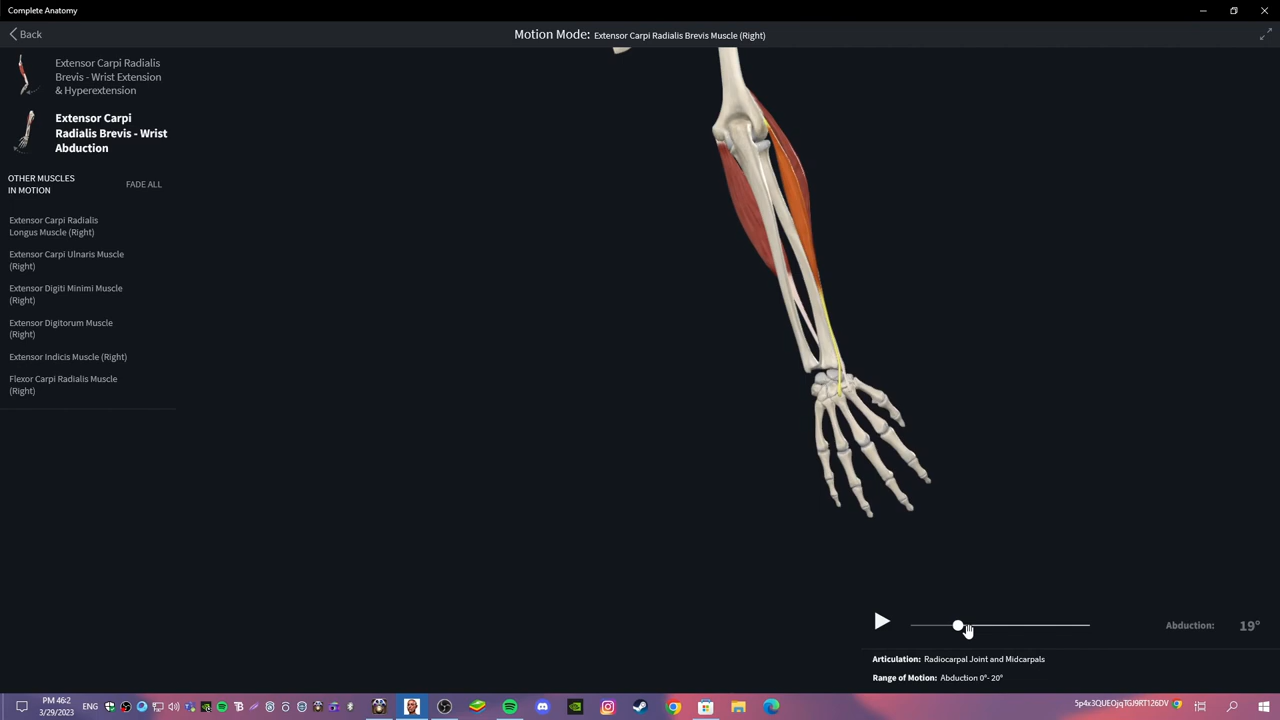 Complete Anatomy
Back
Motion Mode: Extensor Carpi Radialis Brevis Muscle (Right)
Extensor Carpi Radialis
Brevis - Wrist Extension
& Hyperextension
Extensor Carpi
Radialis Brevis - Wrist
Abduction
OTHER MUSCLES
IN MOTION
FADE ALL
Extensor Carpi Radialis
Longus Muscle (Right)
Extensor Carpi Ulnaris Muscle
(Right)
Extensor Digiti Minimi Muscle
(Right)
Extensor Digitorum Muscle
(Right)
Extensor Indicis Muscle (Right)
Flexor Carpi Radialis Muscle
(Right)
Abduction: 19°
Articulation: Radiocarpal Joint and Midcarpals
Range of Motion: Abduction 0°- 20°
PM 46:2
3/29/2023
ENG
5p4x3QUEOjqTGJ9RT126DV